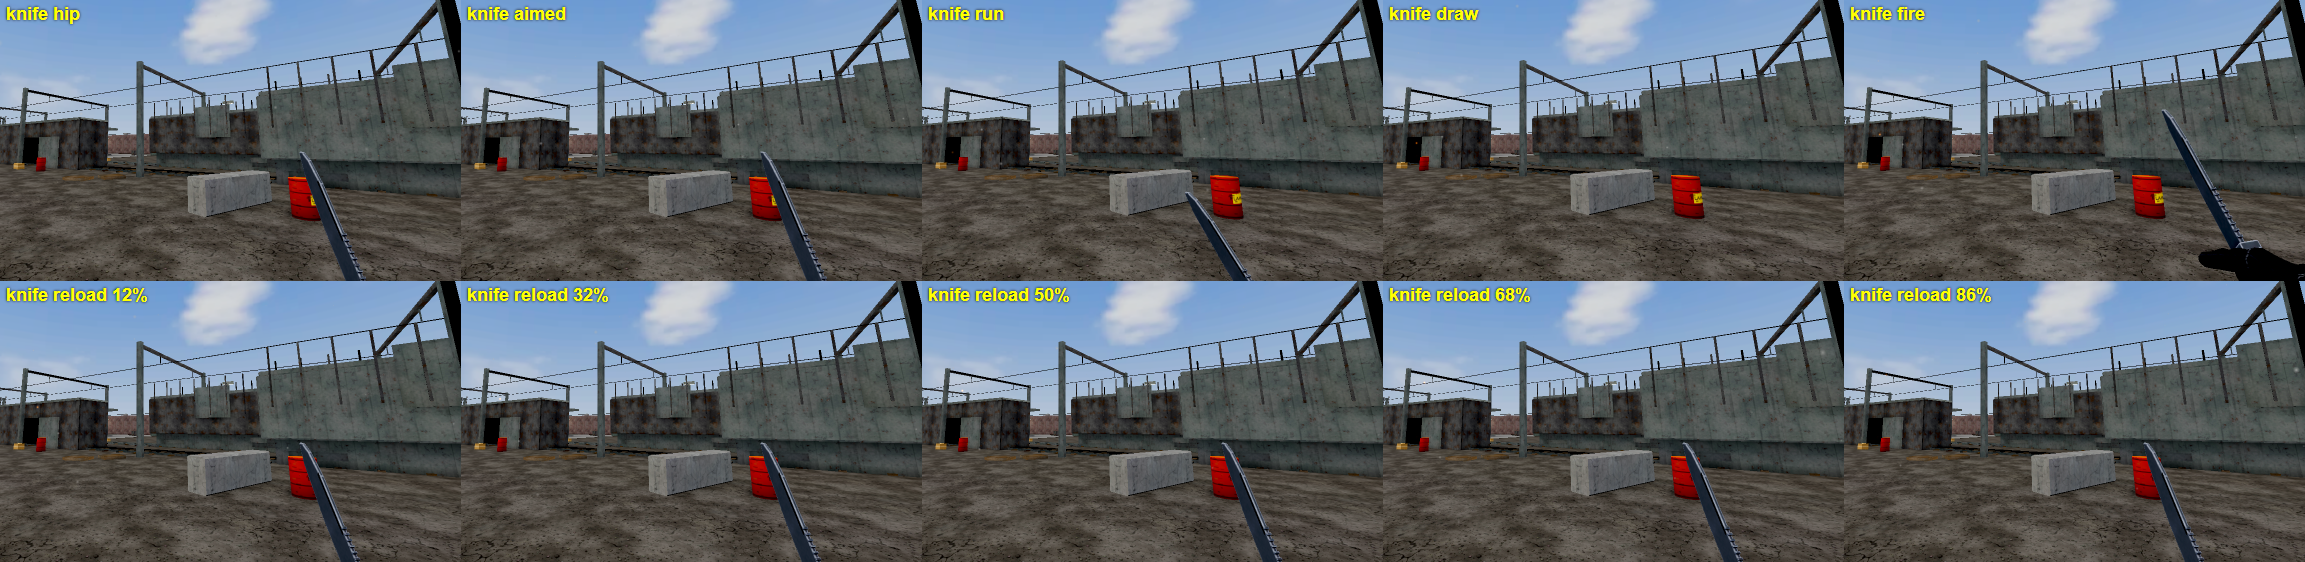 knife hip
knife aimed
knife run
knife draw
knife fire
knife reload 12%
knife reload 32%
knife reload 50%
knife reload 68%
knife reload 86%